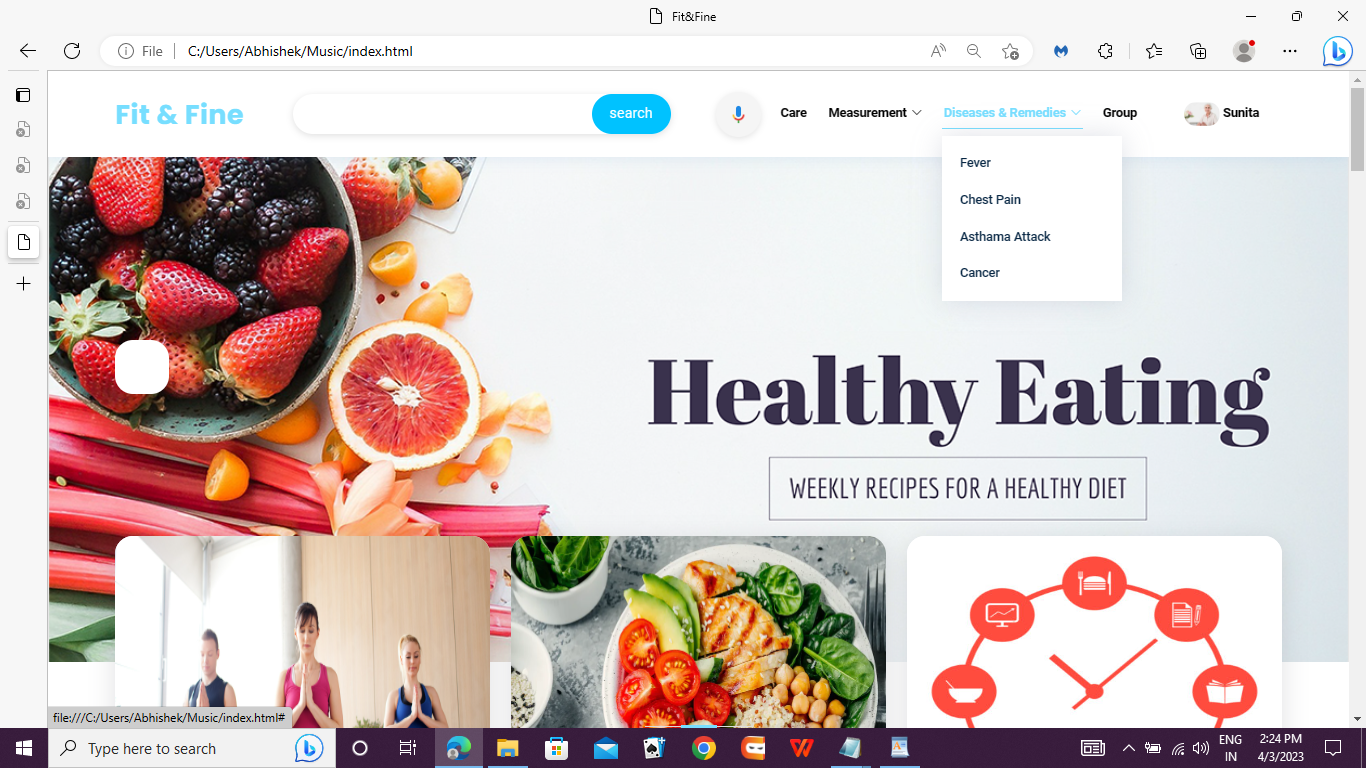 Fit&Fine
File
C:/Users/Abhishek/Music/index.html
Fit & Fine
search
Care
Measurement
Diseases & Remedies
Group
Sunita
Fever
Chest Pain
Asthama Attack
Cancer
Healthy Eating
WEEKLY RECIPES FOR A HEALTHY DIET
file:///C:/Users/Abhishek/Music/index.html#
Type here to search
ENG
IN
2:24 PM
4/3/2023